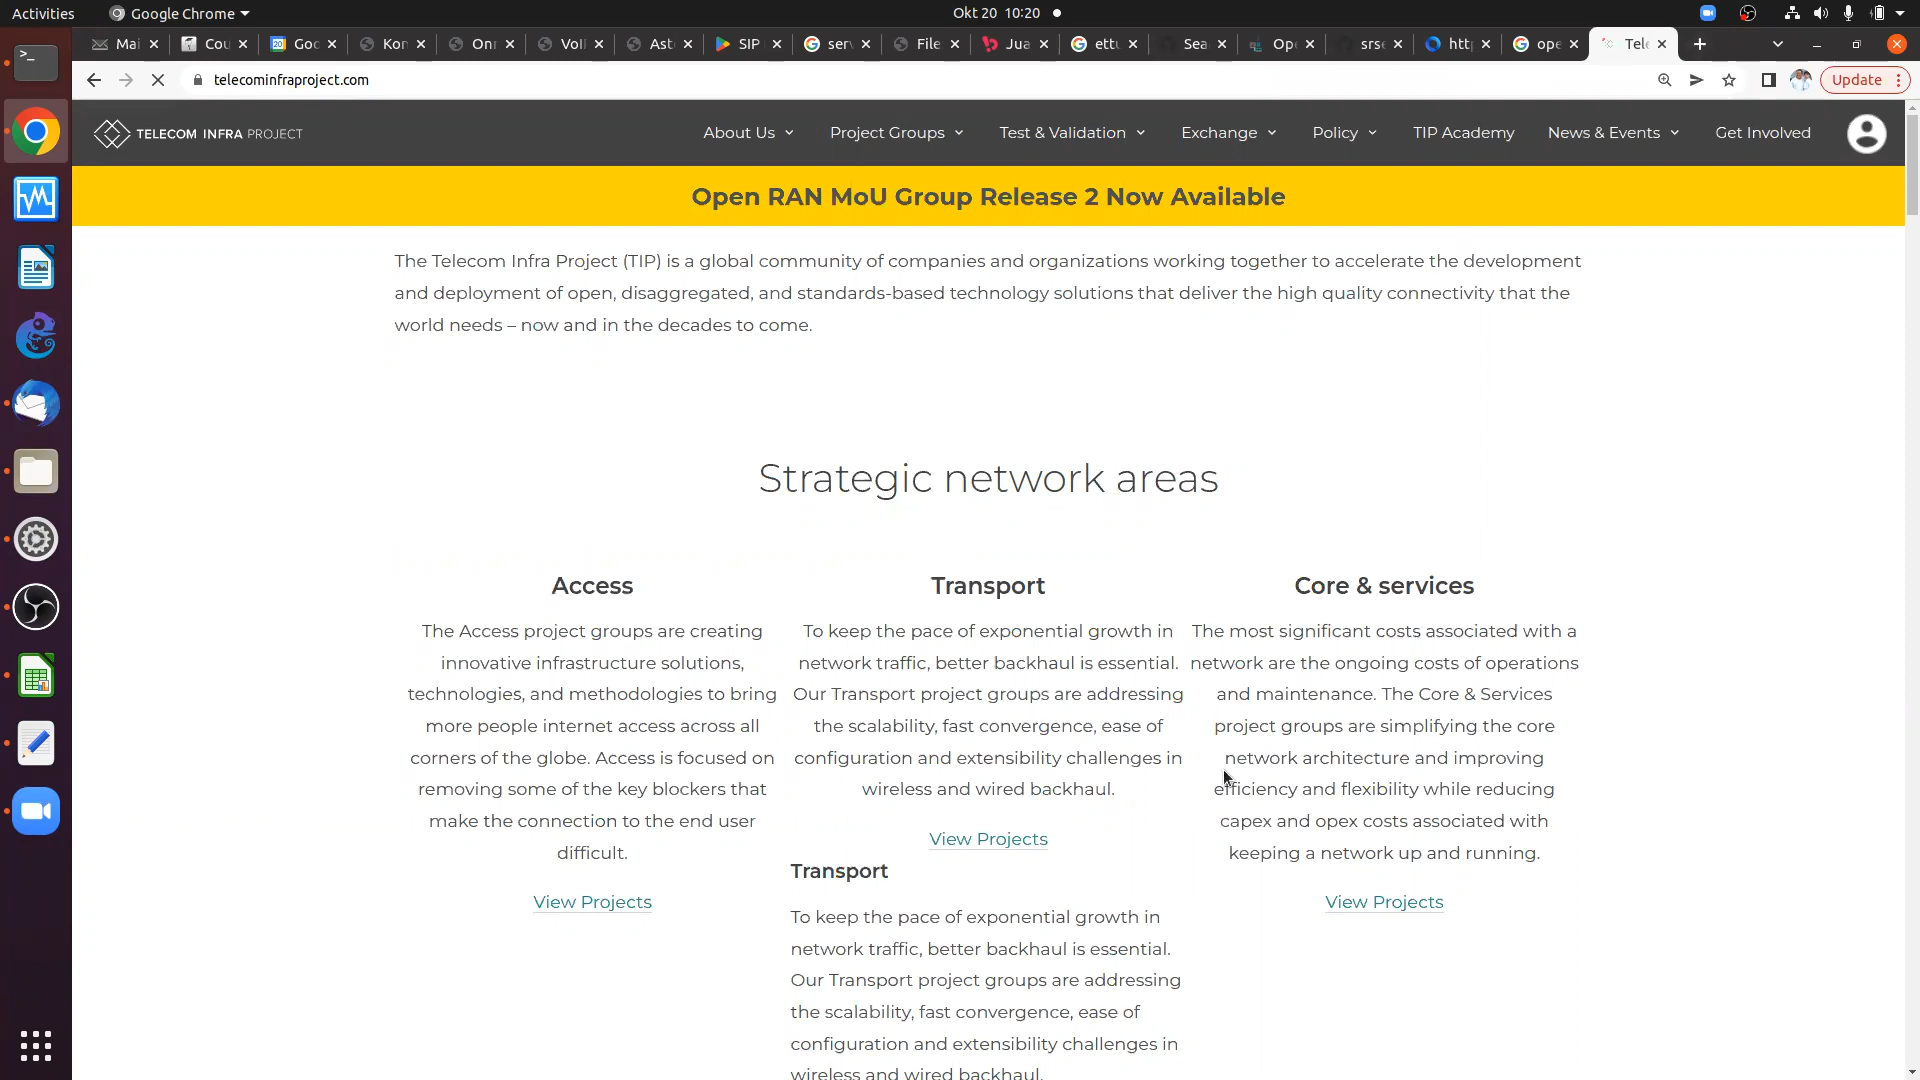 Activities Google Chrome Okt 20 10:20
Mai Cou Goo Kor Onr Voll Ast SIP serv File Jua ettu Sea Op srs htt ope Tel
telecominfraproject.com Update
TELECOM INFRA PROJECT About Us Project Groups Test & Validation Exchange Policy TIP Academy News & Events Get Involved
Open RAN MoU Group Release 2 Now Available
The Telecom Infra Project (TIP) is a global community of companies and organizations working together to accelerate the development
and deployment of open, disaggregated, and standards-based technology solutions that deliver the high quality connectivity that the
world needs – now and in the decades to come.
Strategic network areas
Access
The Access project groups are creating
innovative infrastructure solutions,
technologies, and methodologies to bring
more people internet access across all
corners of the globe. Access is focused on
removing some of the key blockers that
make the connection to the end user
difficult.
View Projects
Transport
To keep the pace of exponential growth in
network traffic, better backhaul is essential.
Our Transport project groups are addressing
the scalability, fast convergence, ease of
configuration and extensibility challenges in
wireless and wired backhaul.
View Projects
Transport
To keep the pace of exponential growth in
network traffic, better backhaul is essential.
Our Transport project groups are addressing
the scalability, fast convergence, ease of
configuration and extensibility challenges in
wireless and wired backhaul.
Core & services
The most significant costs associated with a
network are the ongoing costs of operations
and maintenance. The Core & Services
project groups are simplifying the core
network architecture and improving
efficiency and flexibility while reducing
capex and opex costs associated with
keeping a network up and running.
View Projects